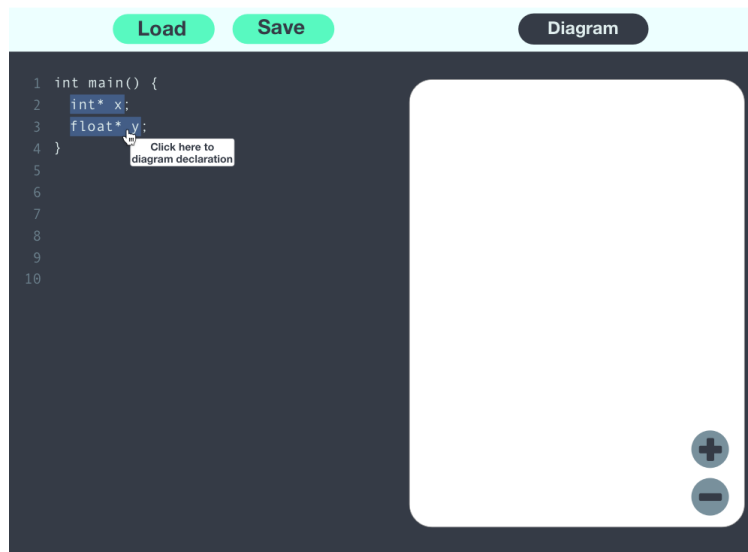 Load Save Diagram
1 int main() {
2 int* x;
3 float* y;
4 }
Click here to
diagram declaration
5
6
7
8
9
10